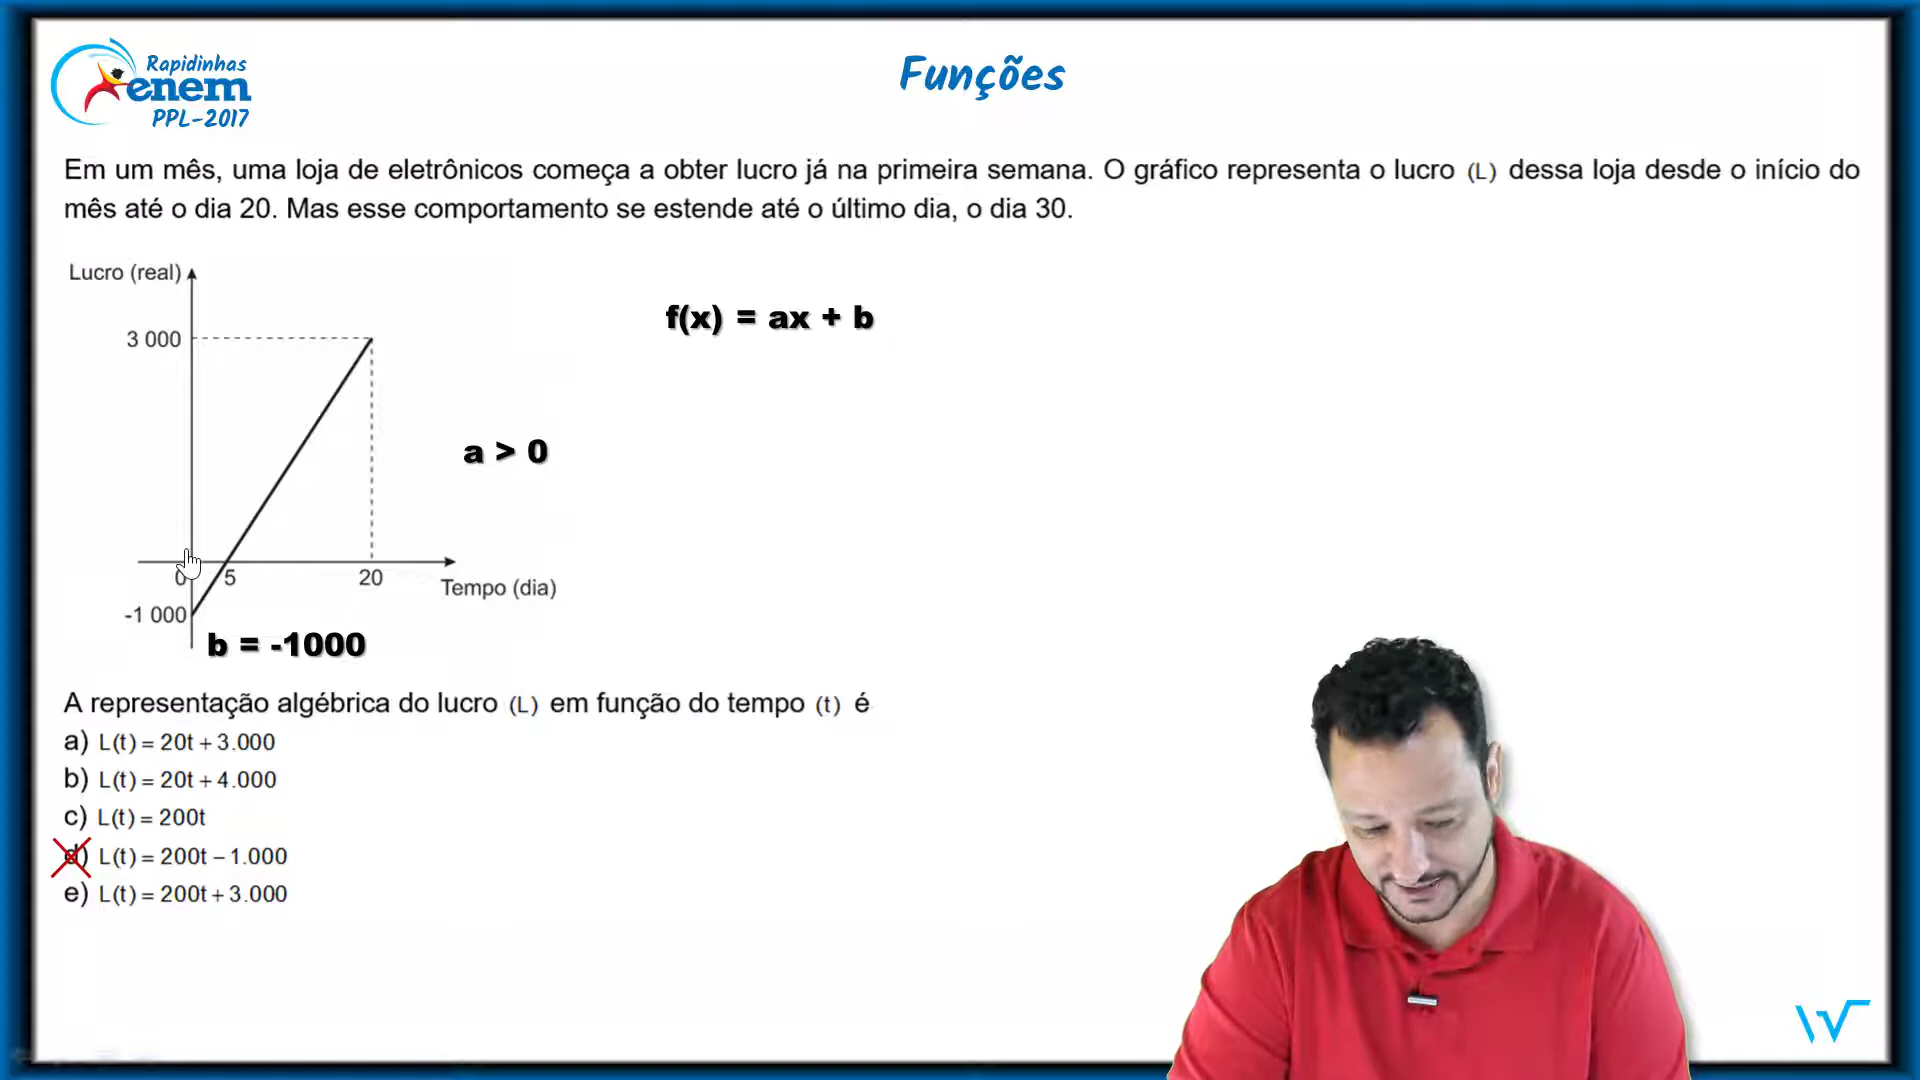 Rapidinhas
enem
PPL-2017
Funções
Em um mês, uma loja de eletrônicos começa a obter lucro já na primeira semana. O gráfico representa o lucro (L) dessa loja desde o início do
mês até o dia 20. Mas esse comportamento se estende até o último dia, o dia 30.
Lucro (real)
f(x) = ax + b
3 000
a > 0
0 5 20
Tempo (dia)
-1 000
b = -1000
A representação algébrica do lucro (L) em função do tempo (t) é
a) L(t) = 20t + 3.000
b) L(t) = 20t + 4.000
c) L(t) = 200t
d) L(t) = 200t – 1.000
e) L(t) = 200t + 3.000